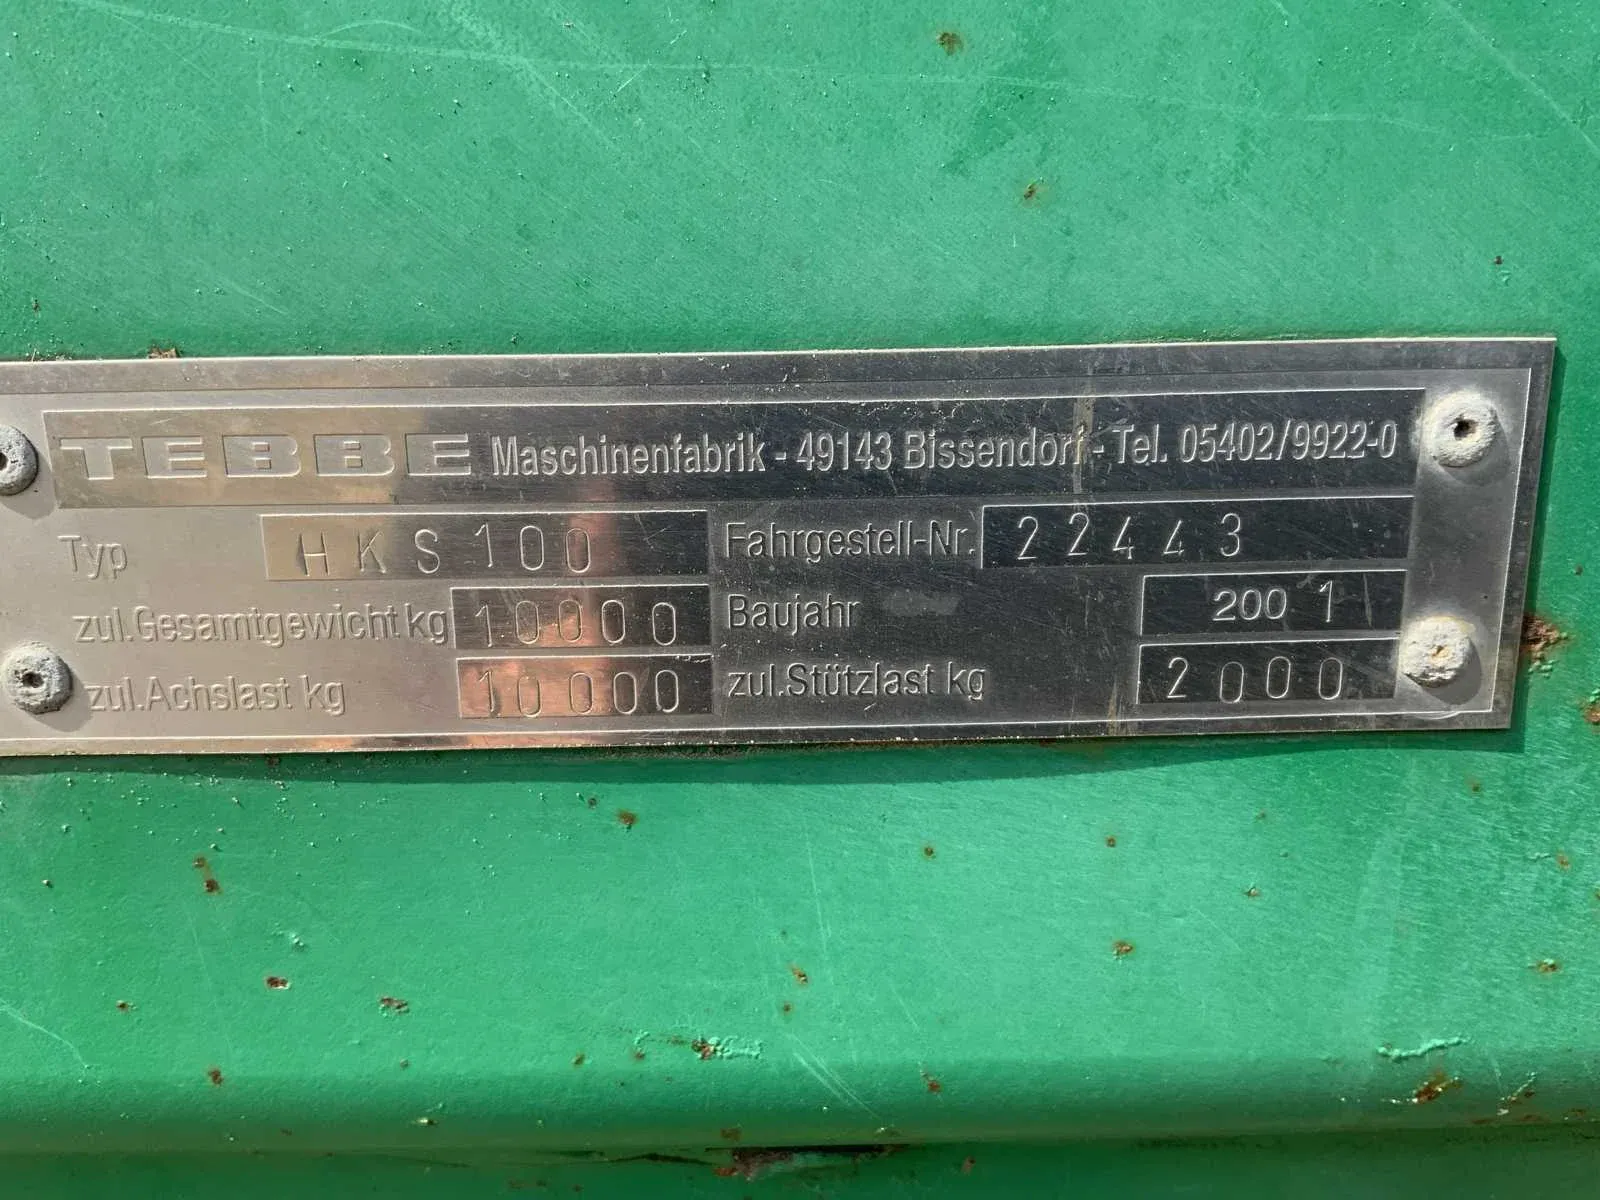 TEBBE Maschinenfabrik - 49143 Bissendorf - Tel. 05402/9922-0
Typ HKS 100 Fahrgestell-Nr. 22443
zul.Gesamtgewicht kg 10000 Baujahr 2001
zul.Achslast kg 10000 zul.Stützlast kg 2000